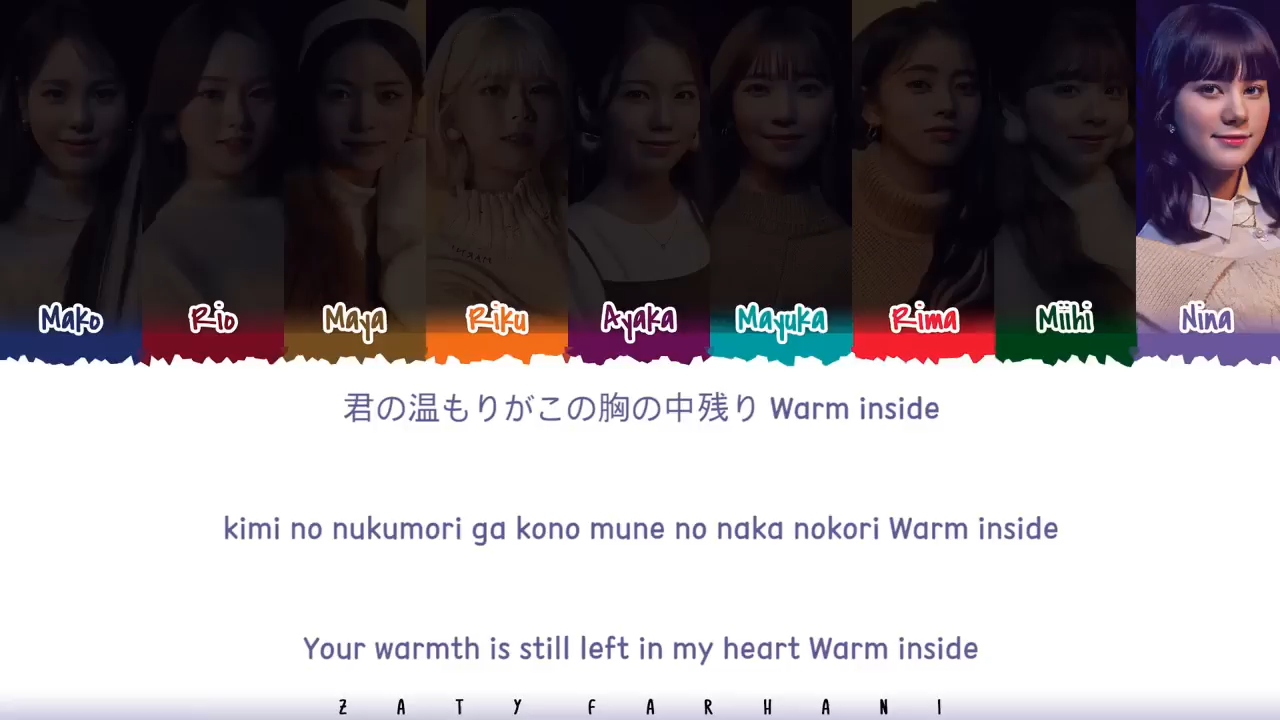 Mako Rio Maya Riku Ayaka Mayuka Rima Miihi Nina
君の温もりがこの胸の中残り Warm inside
kimi no nukumori ga kono mune no naka nokori Warm inside
Your warmth is still left in my heart Warm inside
ZATY FARHANI